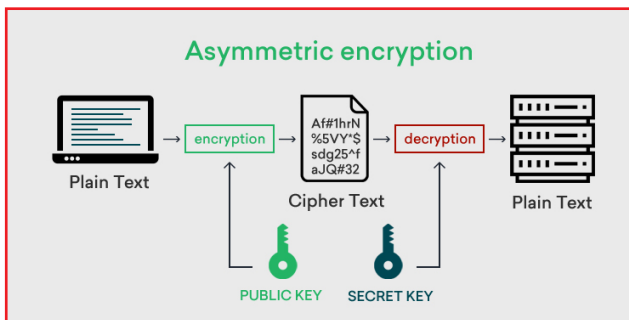 Asymmetric encryption
Af#1hrN
%5VY*$
sdg25^f
aJQ#32
encryption
decryption
Plain Text
Cipher Text
Plain Text
PUBLIC KEY
SECRET KEY